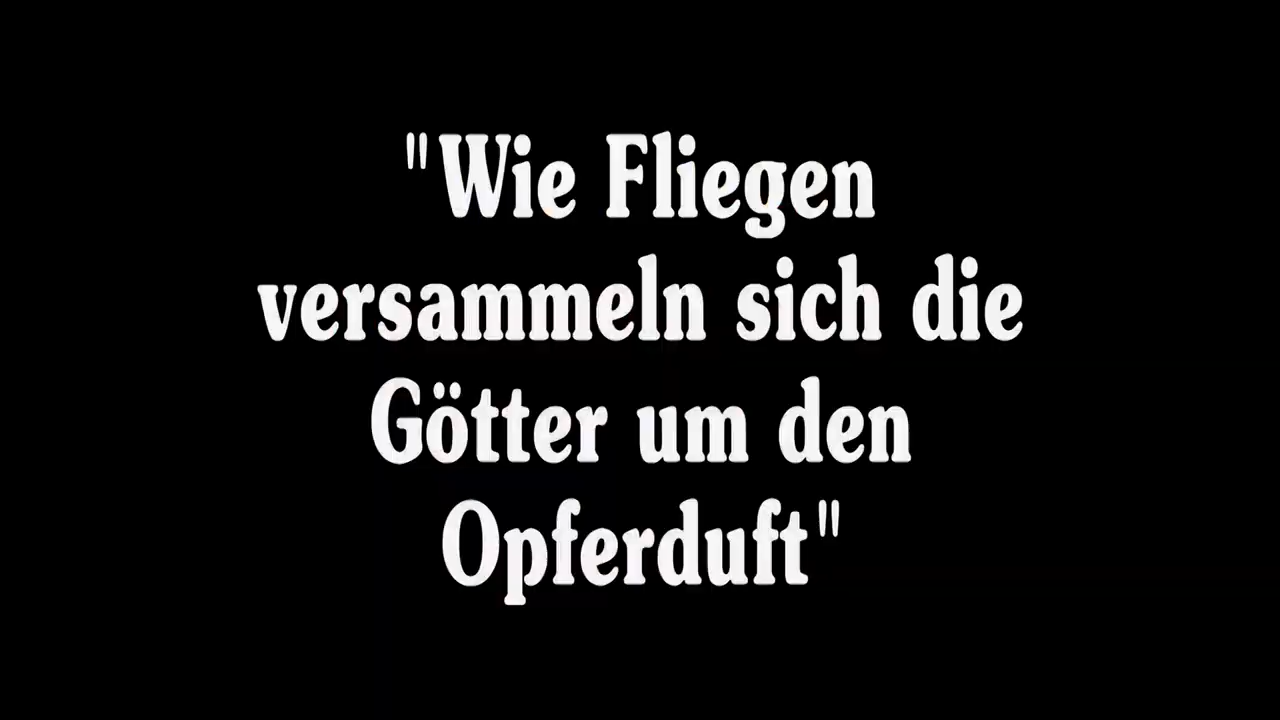 "Wie Fliegen
versammeln sich die
Götter um den
Opferduft"